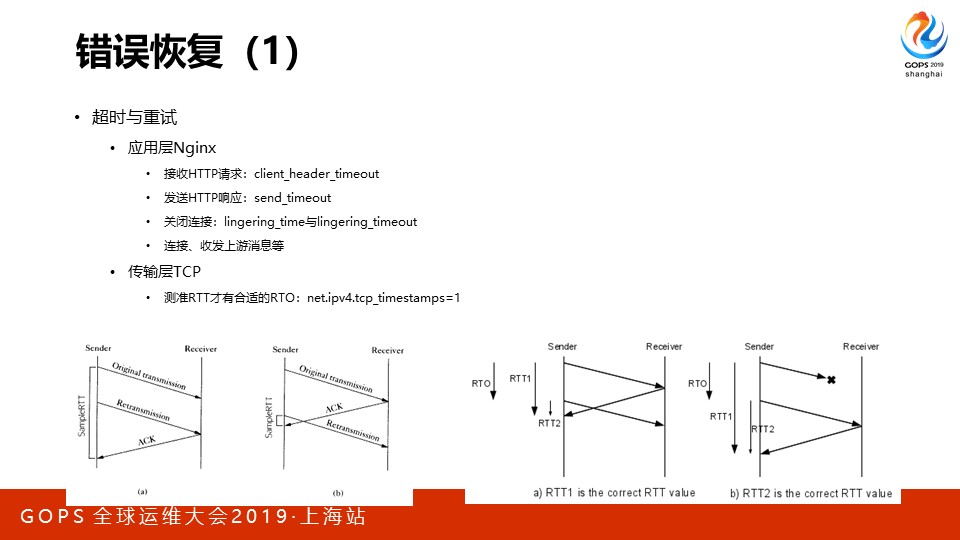 错误恢复（1）
GOPS 2019
shanghai
• 超时与重试
• 应用层Nginx
• 接收HTTP请求：client_header_timeout
• 发送HTTP响应：send_timeout
• 关闭连接：lingering_time与lingering_timeout
• 连接、收发上游消息等
• 传输层TCP
• 测准RTT才有合适的RTO：net.ipv4.tcp_timestamps=1
Sender
Receiver
Original transmission
Retransmission
ACK
SampleRTT
(a)
Sender
Receiver
Original transmission
ACK
Retransmission
SampleRTT
(b)
Sender
Receiver
RTO
RTT1
RTT2
a) RTT1 is the correct RTT value
Sender
Receiver
RTO
RTT1
RTT2
b) RTT2 is the correct RTT value
GOPS 全球运维大会2019·上海站